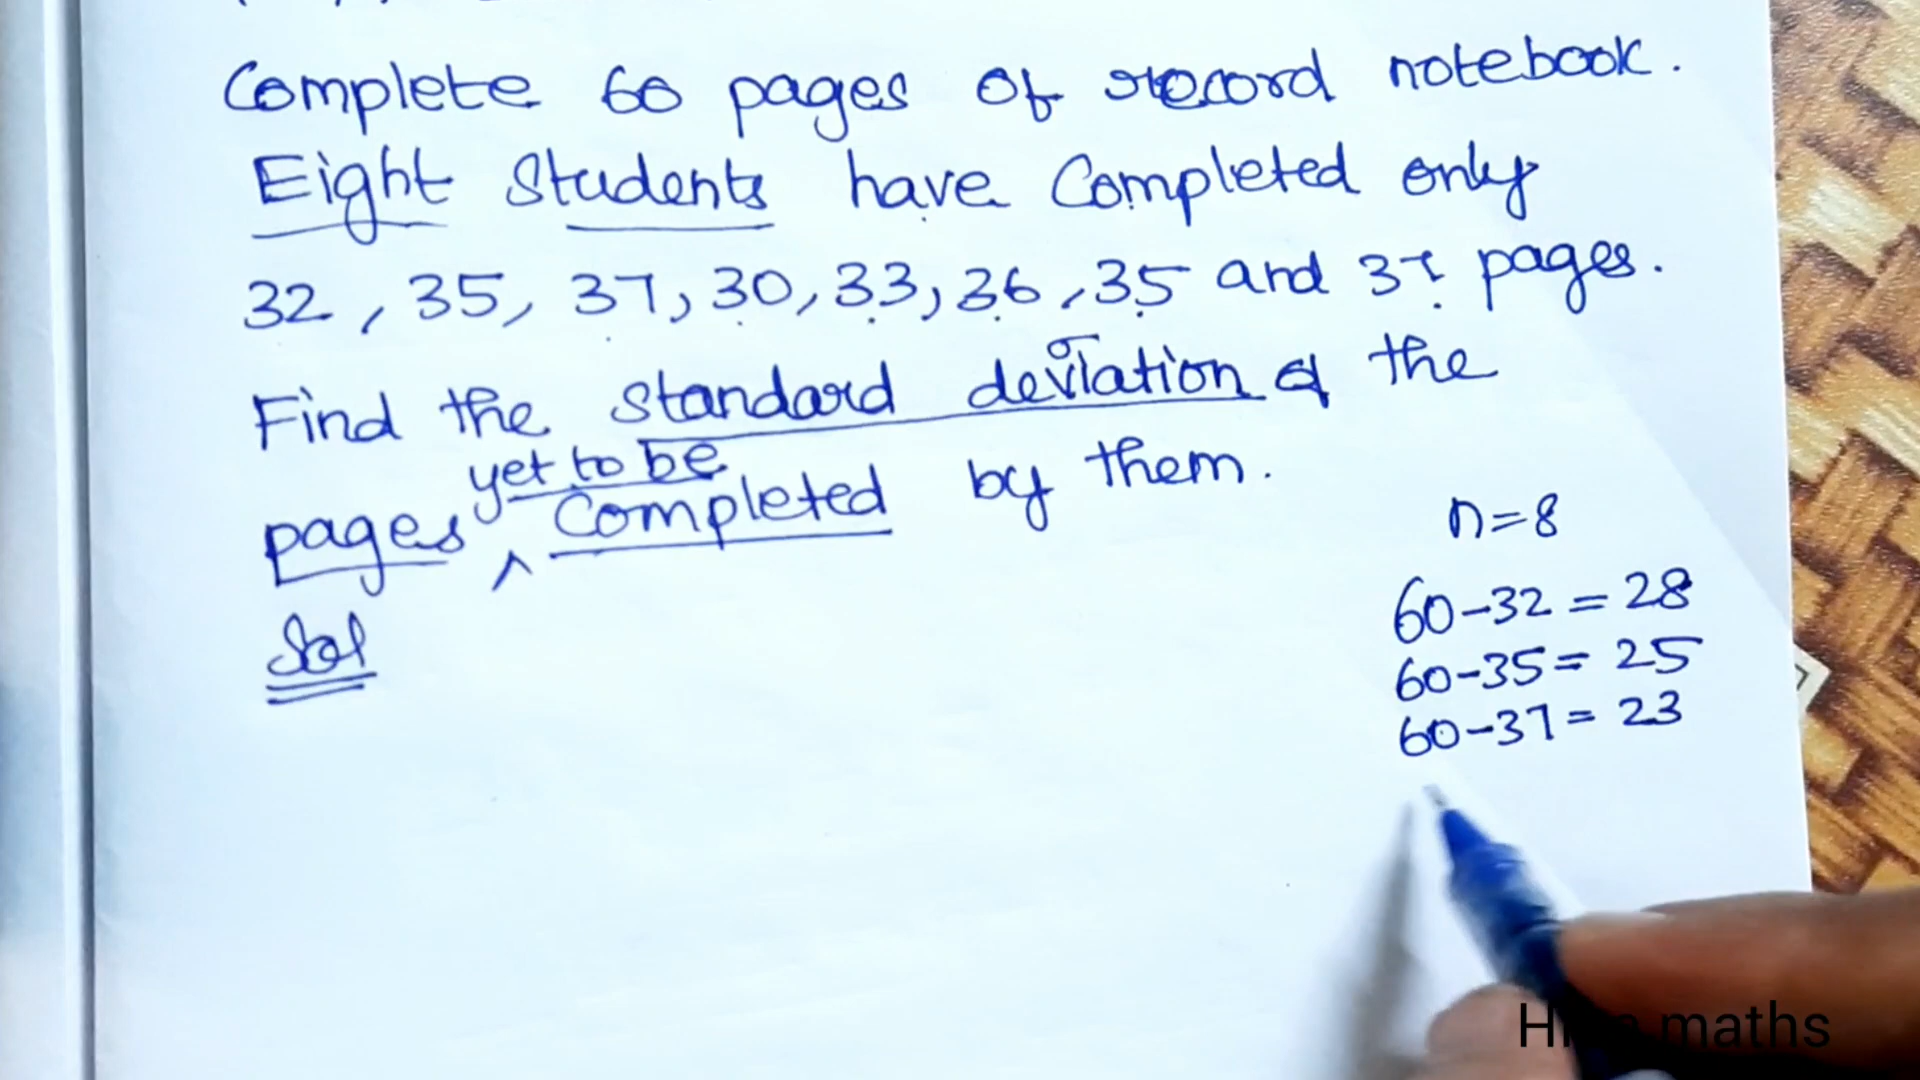 Complete 60 pages of record notebook.
Eight Students have Completed only
32, 35, 37, 30, 33, 36, 35 and 37 pages.
Find the standard deviation of the
σ
yet to be
pages ^ Completed by them.
Sol
n=8
60-32 = 28
60-35 = 25
60-37 = 23
maths